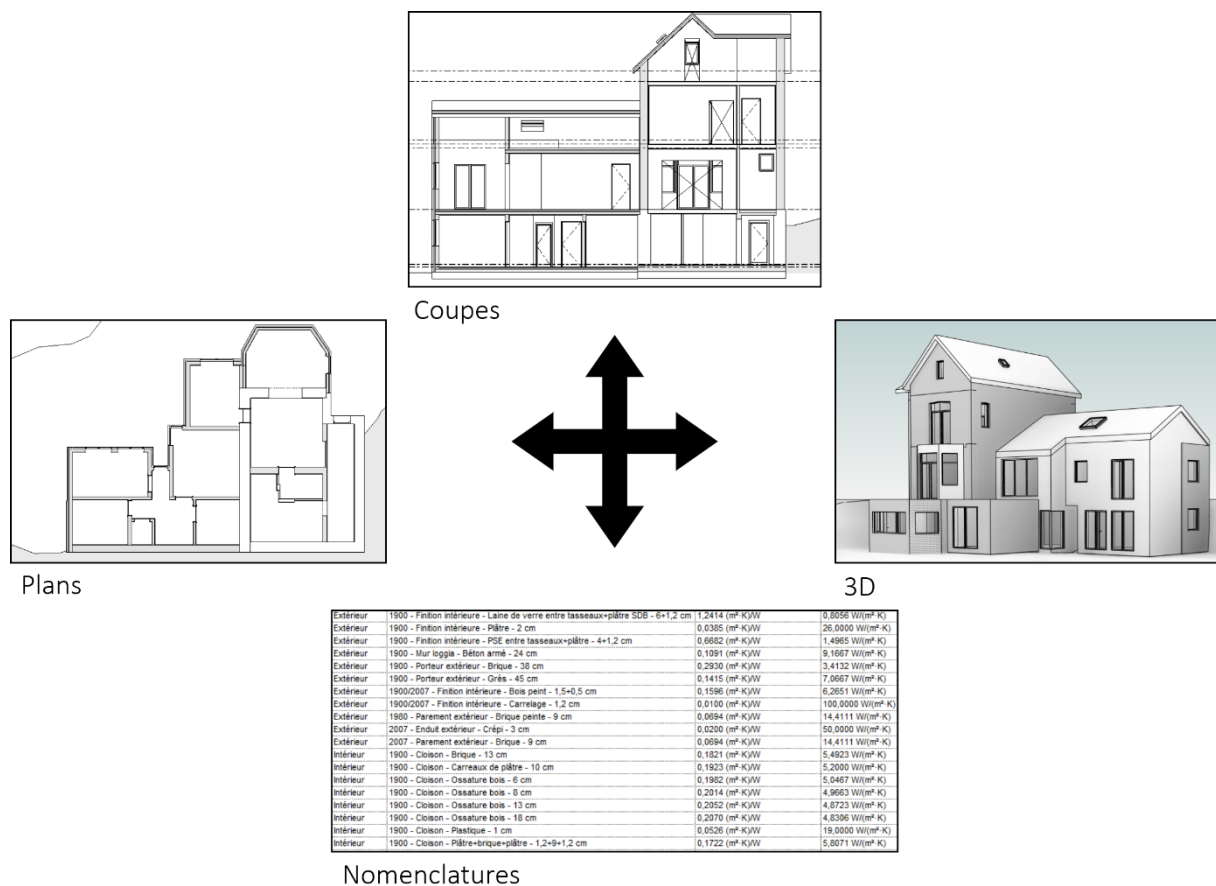 Coupes
Plans
3D
Extérieur 1900 - Finition intérieure - Laine de verre entre tasseaux+plâtre SDB - 6+1,2 cm 1,2414 (m²·K)/W 0,8056 W/(m²·K)
Extérieur 1900 - Finition intérieure - Plâtre - 2 cm 0,0385 (m²·K)/W 26,0000 W/(m²·K)
Extérieur 1900 - Finition intérieure - PSE entre tasseaux+plâtre - 4+1,2 cm 0,6682 (m²·K)/W 1,4965 W/(m²·K)
Extérieur 1900 - Mur loggia - Béton armé - 24 cm 0,1091 (m²·K)/W 9,1667 W/(m²·K)
Extérieur 1900 - Porteur extérieur - Brique - 38 cm 0,2930 (m²·K)/W 3,4132 W/(m²·K)
Extérieur 1900 - Porteur extérieur - Grès - 45 cm 0,1415 (m²·K)/W 7,0667 W/(m²·K)
Extérieur 1900/2007 - Finition intérieure - Bois peint - 1,5+0,5 cm 0,1596 (m²·K)/W 6,2651 W/(m²·K)
Extérieur 1900/2007 - Finition intérieure - Carrelage - 1,2 cm 0,0100 (m²·K)/W 100,0000 W/(m²·K)
Extérieur 1980 - Parement extérieur - Brique peinte - 9 cm 0,0694 (m²·K)/W 14,4111 W/(m²·K)
Extérieur 2007 - Enduit extérieur - Crépi - 3 cm 0,0200 (m²·K)/W 50,0000 W/(m²·K)
Extérieur 2007 - Parement extérieur - Brique - 9 cm 0,0694 (m²·K)/W 14,4111 W/(m²·K)
Intérieur 1900 - Cloison - Brique - 13 cm 0,1821 (m²·K)/W 5,4923 W/(m²·K)
Intérieur 1900 - Cloison - Carreaux de plâtre - 10 cm 0,1923 (m²·K)/W 5,2000 W/(m²·K)
Intérieur 1900 - Cloison - Ossature bois - 6 cm 0,1982 (m²·K)/W 5,0467 W/(m²·K)
Intérieur 1900 - Cloison - Ossature bois - 8 cm 0,2014 (m²·K)/W 4,9663 W/(m²·K)
Intérieur 1900 - Cloison - Ossature bois - 13 cm 0,2052 (m²·K)/W 4,8723 W/(m²·K)
Intérieur 1900 - Cloison - Ossature bois - 18 cm 0,2070 (m²·K)/W 4,8306 W/(m²·K)
Intérieur 1900 - Cloison - Plastique - 1 cm 0,0526 (m²·K)/W 19,0000 W/(m²·K)
Intérieur 1900 - Cloison - Plâtre+brique+plâtre - 1,2+9+1,2 cm 0,1722 (m²·K)/W 5,8071 W/(m²·K)
Nomenclatures